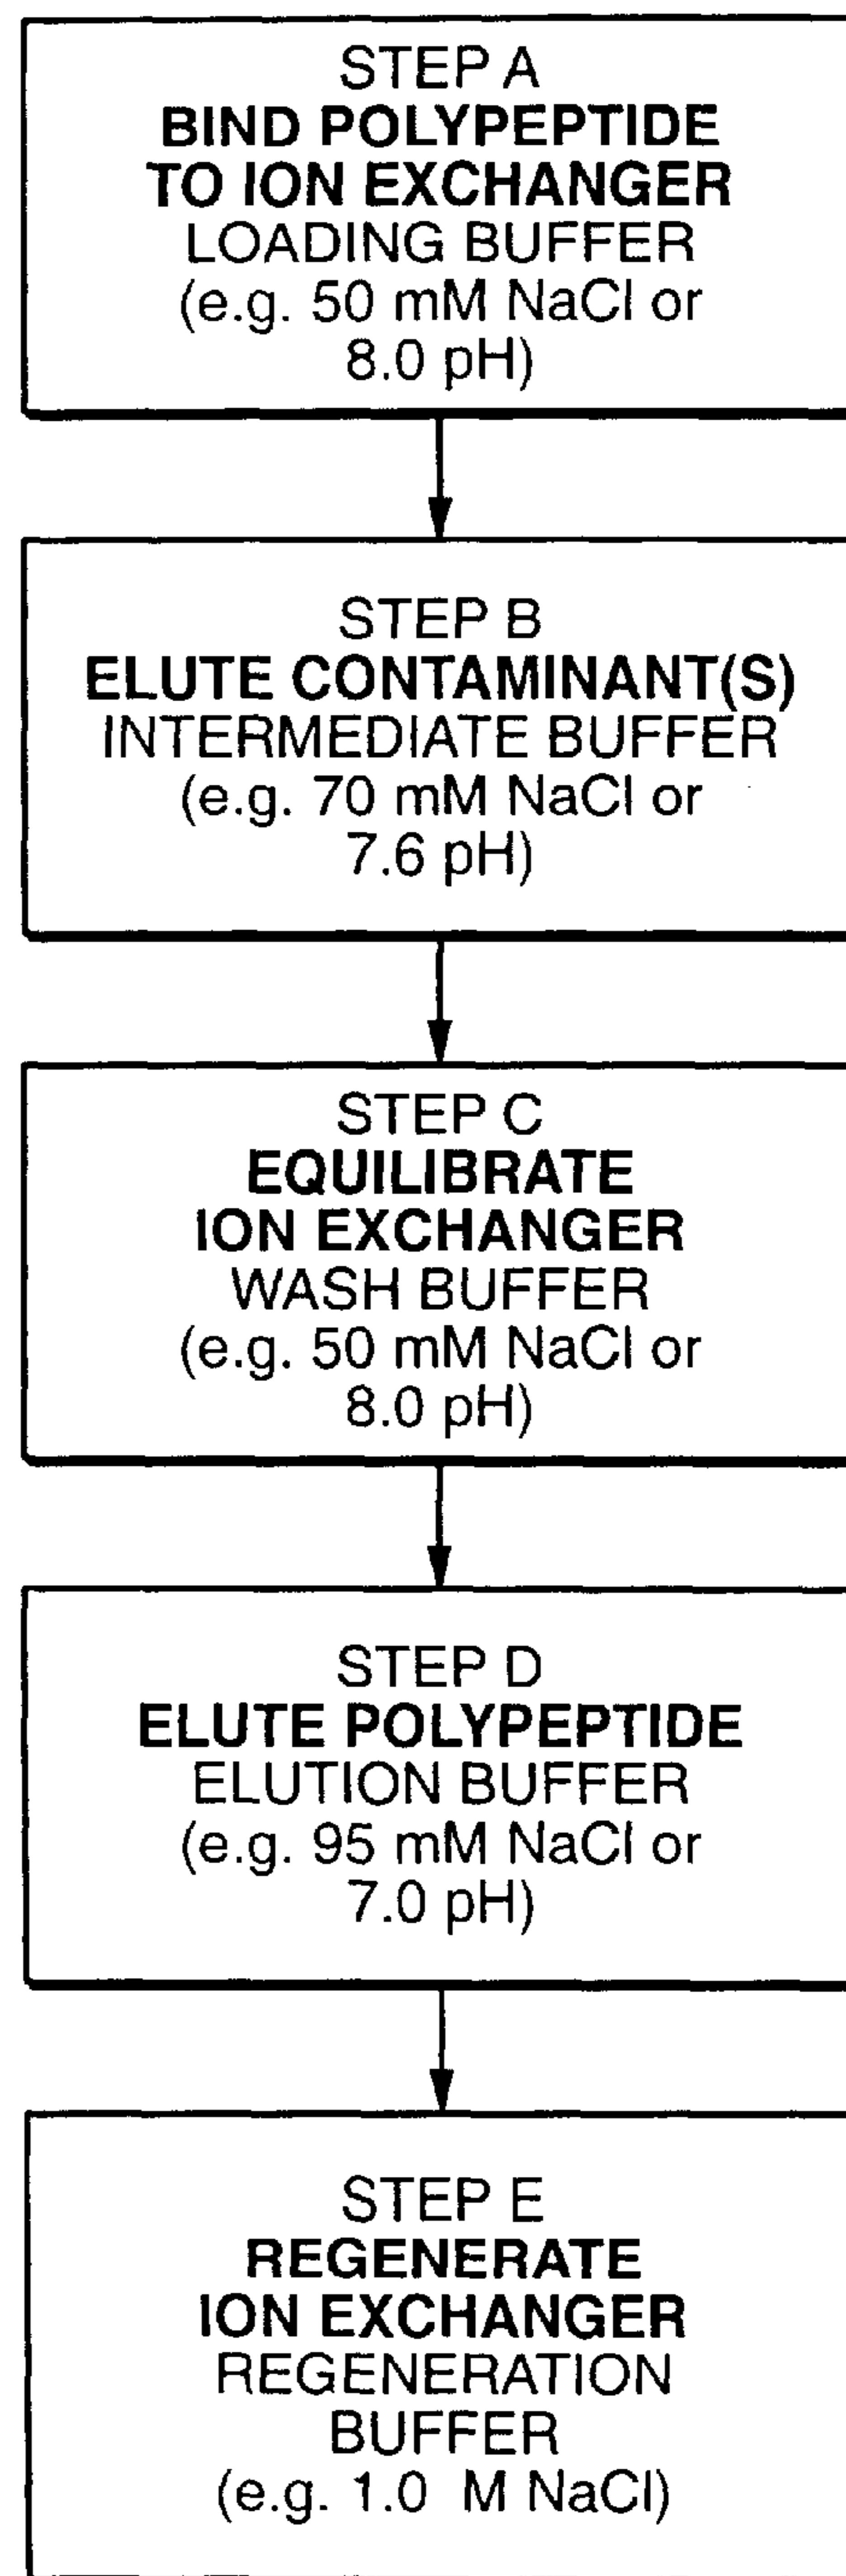 STEP A
BIND POLYPEPTIDE
TO ION EXCHANGER
LOADING BUFFER
(e.g. 50 mM NaCl or
8.0 pH)
STEP B
ELUTE CONTAMINANT(S)
INTERMEDIATE BUFFER
(e.g. 70 mM NaCl or
7.6 pH)
STEP C
EQUILIBRATE
ION EXCHANGER
WASH BUFFER
(e.g. 50 mM NaCl or
8.0 pH)
STEP D
ELUTE POLYPEPTIDE
ELUTION BUFFER
(e.g. 95 mM NaCl or
7.0 pH)
STEP E
REGENERATE
ION EXCHANGER
REGENERATION
BUFFER
(e.g. 1.0 M NaCl)